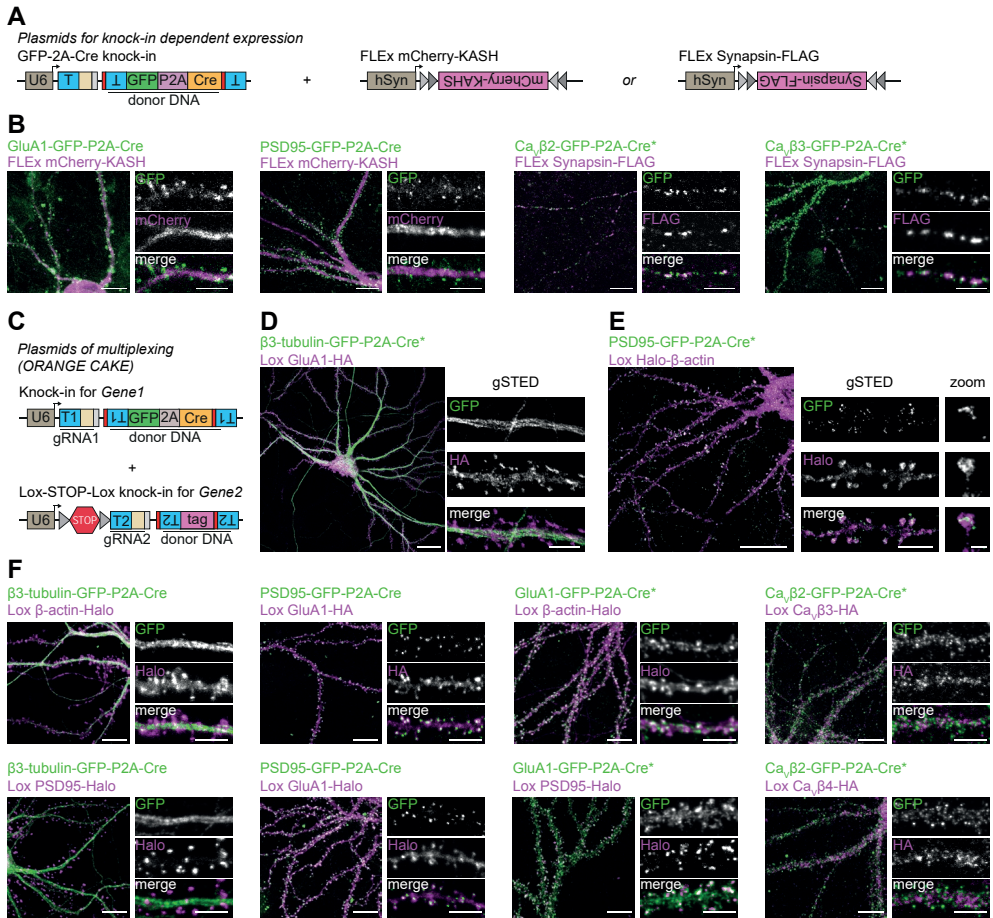 A
Plasmids for knock-in dependent expression
GFP-2A-Cre knock-in
FLEx mCherry-KASH
FLEx Synapsin-FLAG
U6
T
T
GFP
P2A
Cre
T
donor DNA
+
hSyn
mCherry-KAHS
or
hSyn
Synapsin-FLAG
B
GluA1-GFP-P2A-Cre
FLEx mCherry-KASH
GFP
mCherry
merge
PSD95-GFP-P2A-Cre
FLEx mCherry-KASH
GFP
mCherry
merge
CaVβ2-GFP-P2A-Cre*
FLEx Synapsin-FLAG
GFP
FLAG
merge
CaVβ3-GFP-P2A-Cre*
FLEx Synapsin-FLAG
GFP
FLAG
merge
C
Plasmids of multiplexing
(ORANGE CAKE)
Knock-in for Gene1
U6
T1
T1
GFP
2A
Cre
T1
gRNA1
donor DNA
+
Lox-STOP-Lox knock-in for Gene2
U6
STOP
T2
T2
tag
T2
gRNA2
donor DNA
D
β3-tubulin-GFP-P2A-Cre*
Lox GluA1-HA
gSTED
GFP
HA
merge
E
PSD95-GFP-P2A-Cre*
Lox Halo-β-actin
gSTED
zoom
GFP
Halo
merge
F
β3-tubulin-GFP-P2A-Cre
Lox β-actin-Halo
GFP
Halo
merge
PSD95-GFP-P2A-Cre
Lox GluA1-HA
GFP
HA
merge
GluA1-GFP-P2A-Cre*
Lox β-actin-Halo
GFP
Halo
merge
CaVβ2-GFP-P2A-Cre*
Lox CaVβ3-HA
GFP
HA
merge
β3-tubulin-GFP-P2A-Cre
Lox PSD95-Halo
GFP
Halo
merge
PSD95-GFP-P2A-Cre
Lox GluA1-Halo
GFP
Halo
merge
GluA1-GFP-P2A-Cre*
Lox PSD95-Halo
GFP
Halo
merge
CaVβ2-GFP-P2A-Cre*
Lox CaVβ4-HA
GFP
HA
merge